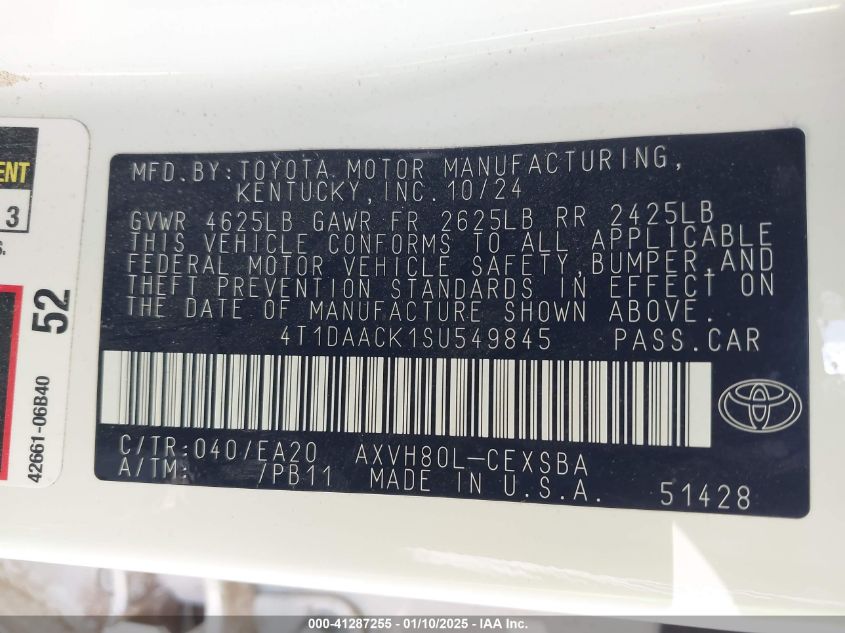 MFD. BY: TOYOTA MOTOR MANUFACTURING,
KENTUCKY, INC. 10/24
GVWR 4625LB GAWR FR 2625LB RR 2425LB
THIS VEHICLE CONFORMS TO ALL APPLICABLE
FEDERAL MOTOR VEHICLE SAFETY, BUMPER, AND
THEFT PREVENTION STANDARDS IN EFFECT ON
THE DATE OF MANUFACTURE SHOWN ABOVE.
4T1DAACK1SU549845 PASS. CAR
C/TR: 040/EA20 AXVH80L-CEXSBA
A/TM: /PB11 MADE IN U.S.A. 51428
3
S.
52
42661-06B40
000-41287255 - 01/10/2025 - IAA Inc.